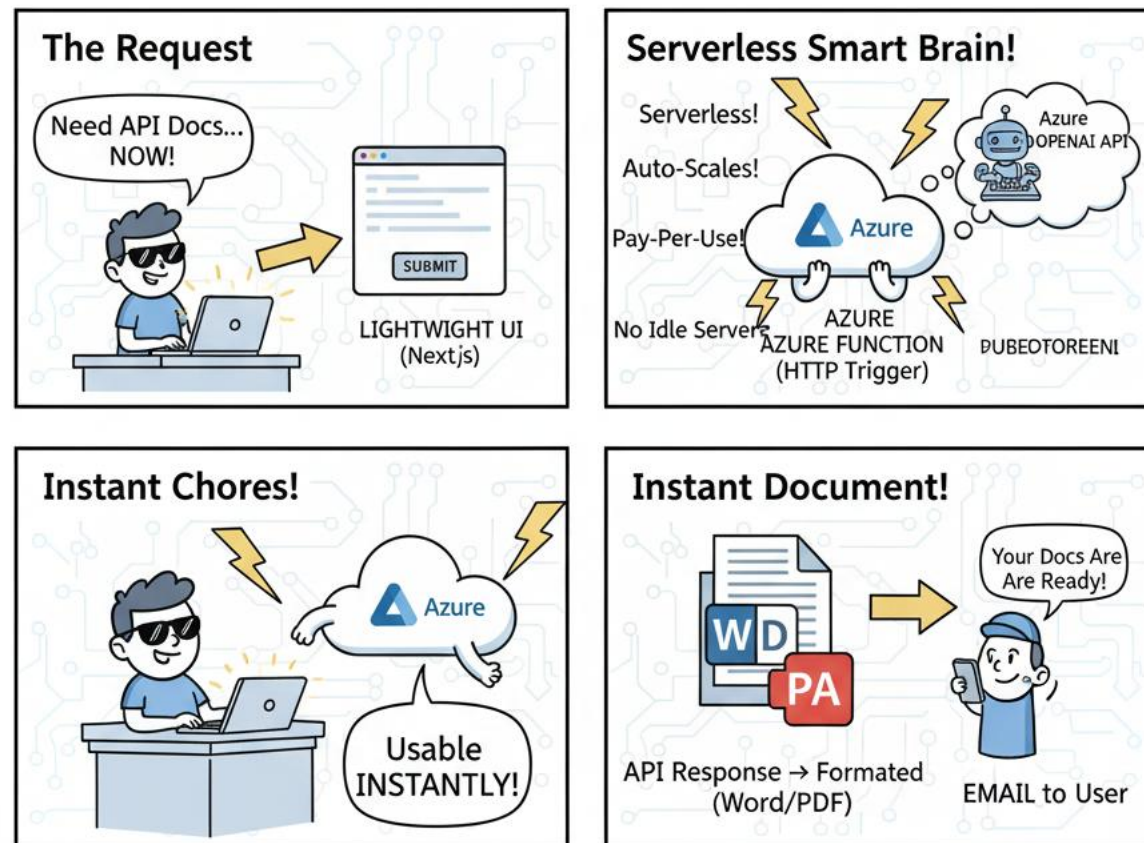 The Request
Need API Docs...
NOW!
SUBMIT
LIGHTWIGHT UI
(Nextjs)
Serverless Smart Brain!
Serverless!
Auto-Scales!
Pay-Per-Use!
No Idle Server
Azure
OPENAI API
Azure
AZURE
AZURE FUNCTION
(HTTP Trigger)
Instant Chores!
Azure
Usable
INSTANTLY!
Instant Document!
Your Docs Are
Are Ready!
W D
PA
API Response → Formated
(Word/PDF)
EMAIL to User